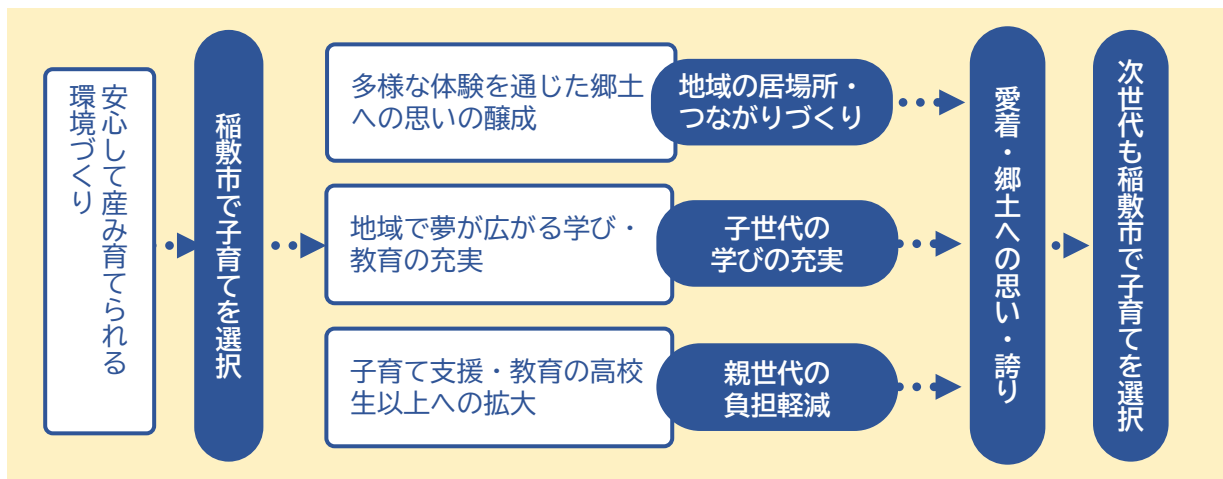 安心して産み育てられる
環境づくり
稲敷市で子育てを選択
多様な体験を通じた郷土
への思いの醸成
地域の居場所・
つながりづくり
地域で夢が広がる学び・
教育の充実
子世代の
学びの充実
子育て支援・教育の高校
生以上への拡大
親世代の
負担軽減
愛着・郷土への思い・誇り
次世代も稲敷市で子育てを選択